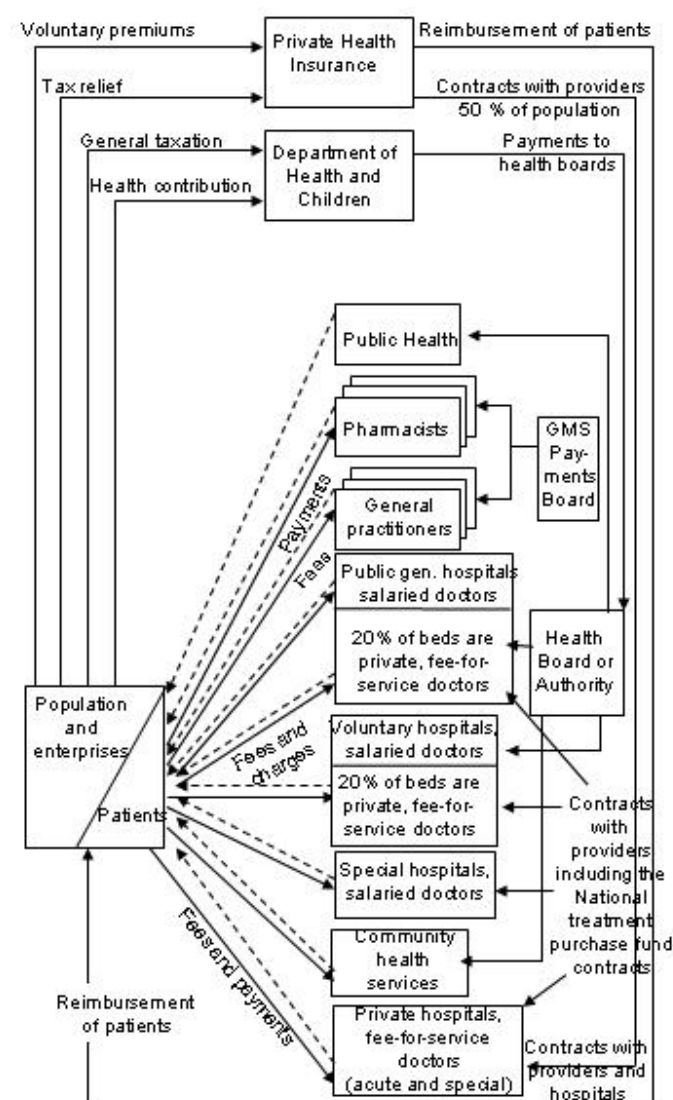 Voluntary premiums
Private Health
Insurance
Reimbursement of patients
Tax relief
Contracts with providers
50 % of population
General taxation
Health contribution
Department of
Health and
Children
Payments to
health boards
Public Health
Pharmacists
GMS
Pay-
ments
Board
Payments
General
practitioners
Fees
Public gen. hospitals
salaried doctors
20% of beds are
private, fee-for-
service doctors
Health
Board or
Authority
Population
and
enterprises
Patients
Fees and
charges
Voluntary hospitals,
salaried doctors
20% of beds are
private, fee-for-
service doctors
Contracts
with
providers
including the
National
treatment
purchase fund
contracts
Special hospitals,
salaried doctors
Community
health
services
Fees and payments
Reimbursement
of patients
Private hospitals,
fee-for-service
doctors
(acute and special)
Contracts with
providers and
hospitals